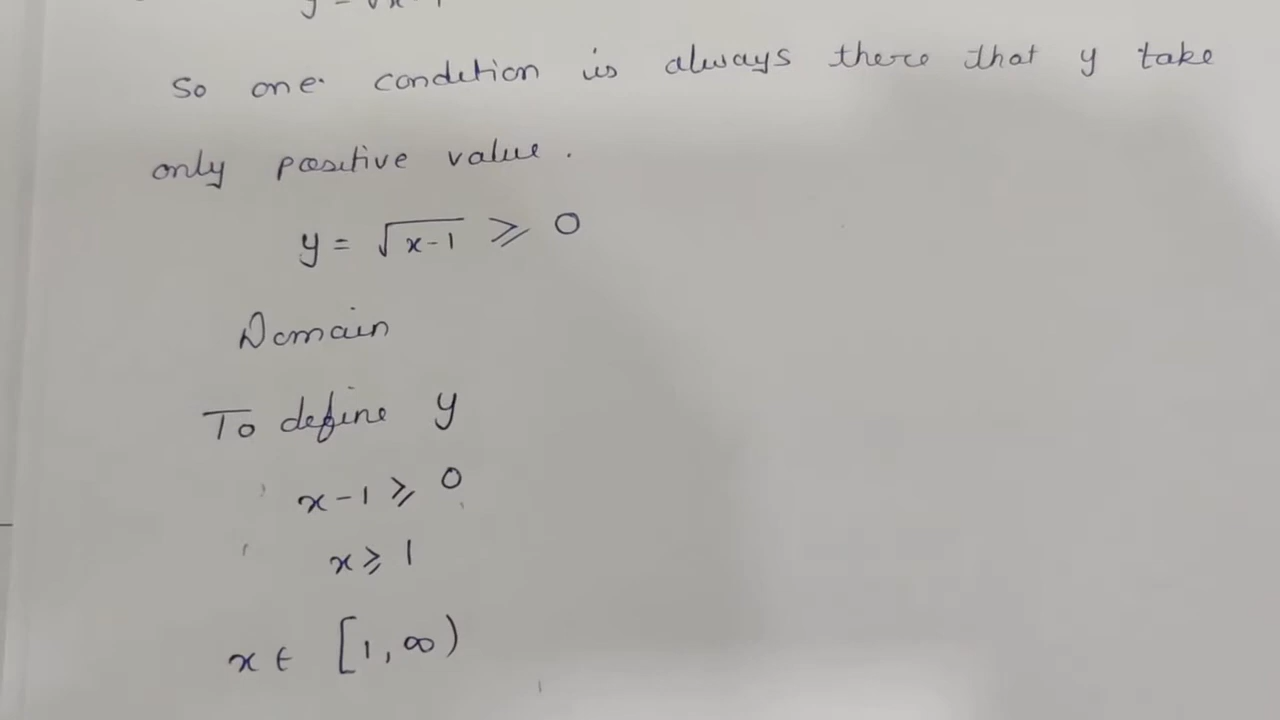 So one condition is always there that y take
only positive value.
y = √x-1 ≥ 0
Domain
To define y
x-1 ≥ 0
x ≥ 1
x ∈ [1, ∞)